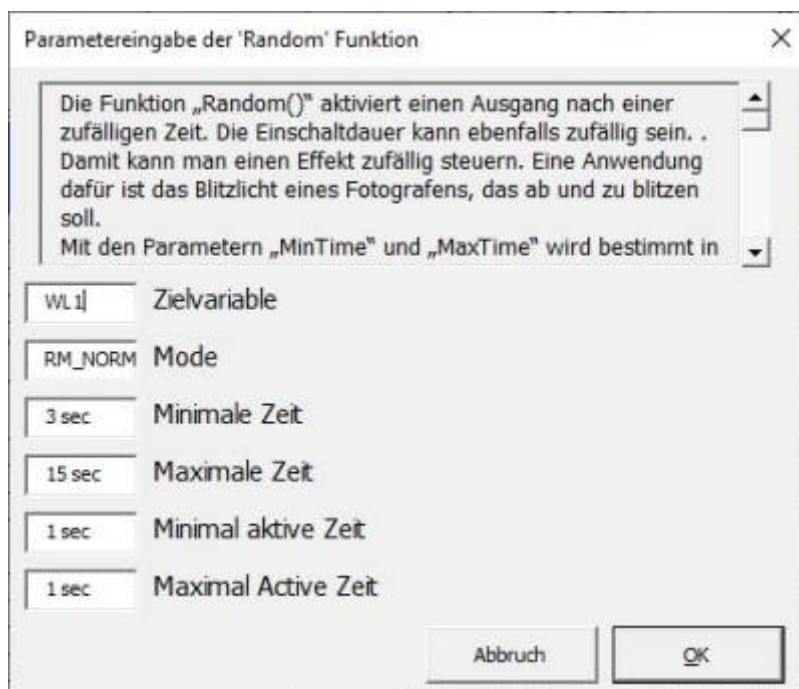 Parametereingabe der 'Random' Funktion
Die Funktion „Random()“ aktiviert einen Ausgang nach einer
zufälligen Zeit. Die Einschaltdauer kann ebenfalls zufällig sein. .
Damit kann man einen Effekt zufällig steuern. Eine Anwendung
dafür ist das Blitzlicht eines Fotografens, das ab und zu blitzen
soll.
Mit den Parametern „MinTime“ und „MaxTime“ wird bestimmt in
WL1 Zielvariable
RM_NORM Mode
3 sec Minimale Zeit
15 sec Maximale Zeit
1 sec Minimal aktive Zeit
1 sec Maximal Active Zeit
Abbruch OK